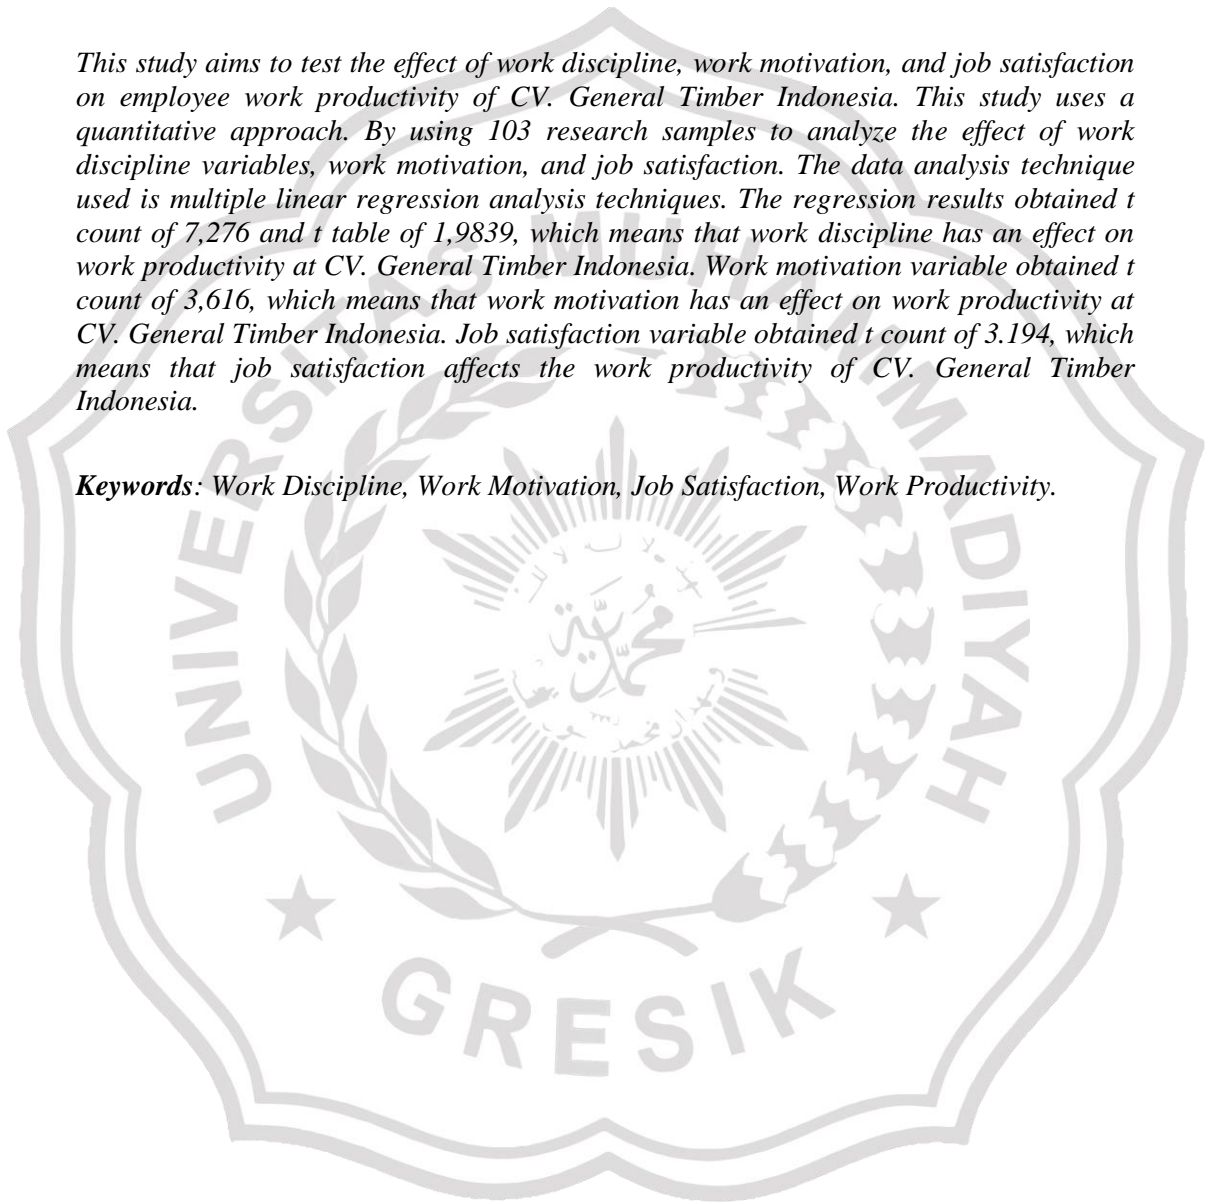 This study aims to test the effect of work discipline, work motivation, and job satisfaction
on employee work productivity of CV. General Timber Indonesia. This study uses a
quantitative approach. By using 103 research samples to analyze the effect of work
discipline variables, work motivation, and job satisfaction. The data analysis technique
used is multiple linear regression analysis techniques. The regression results obtained t
count of 7,276 and t table of 1,9839, which means that work discipline has an effect on
work productivity at CV. General Timber Indonesia. Work motivation variable obtained t
count of 3,616, which means that work motivation has an effect on work productivity at
CV. General Timber Indonesia. Job satisfaction variable obtained t count of 3.194, which
means that job satisfaction affects the work productivity of CV. General Timber
Indonesia.
Keywords: Work Discipline, Work Motivation, Job Satisfaction, Work Productivity.
UNIVERSITAS MUHAMMADIYAH
محمدية
GRESIK